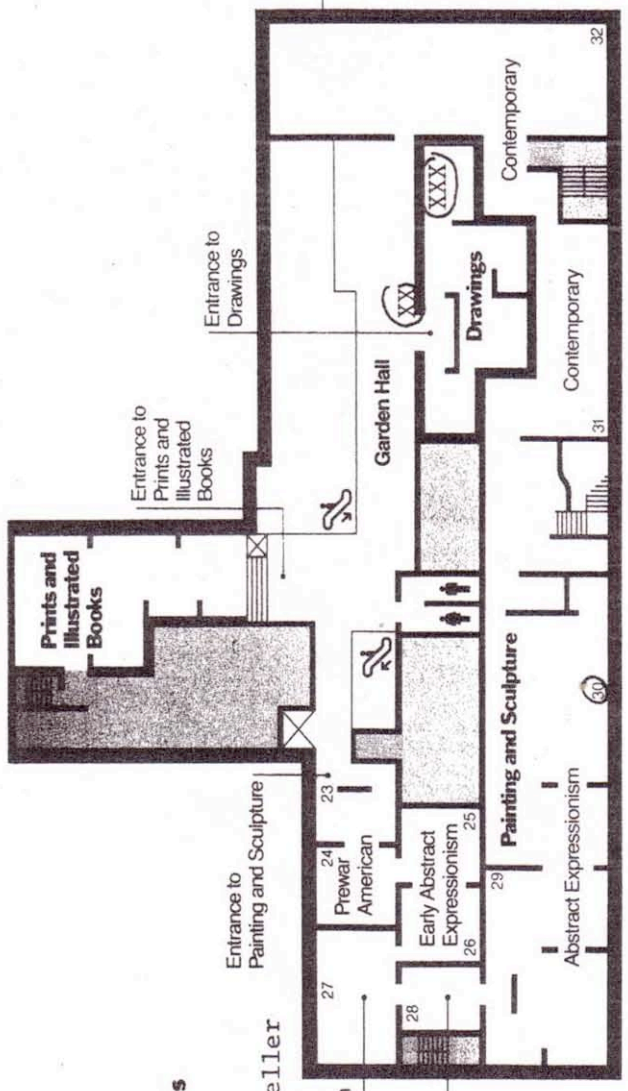 Entrance to
Drawings
Entrance to
Prints and
Illustrated
Books
Prints and
Illustrated
Books
Entrance to
Painting and Sculpture
Garden Hall
XX
XXX
Drawings
Contemporary
32
Contemporary
31
23
24
Prewar
American
25
Early Abstract
Expressionism
26
27
28
29
Painting and Sculpture
30
Abstract Expressionism
eller
s